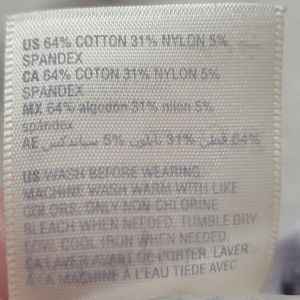 US 64% COTTON 31% NYLON 5%
SPANDEX
CA 64% COTON 31% NYLON 5%
SPANDEX
MX 64% algodón 31% nilon 5%
spandex
AE 64% قطن 31% نايلون 5% سباندكس
US WASH BEFORE WEARING.
MACHINE WASH WARM WITH LIKE
COLORS. ONLY NON-CHLORINE
BLEACH WHEN NEEDED. TUMBLE DRY
LOW. COOL IRON WHEN NEEDED.
CA LAVER AVANT DE PORTER. LAVER
À LA MACHINE À L'EAU TIÈDE AVEC